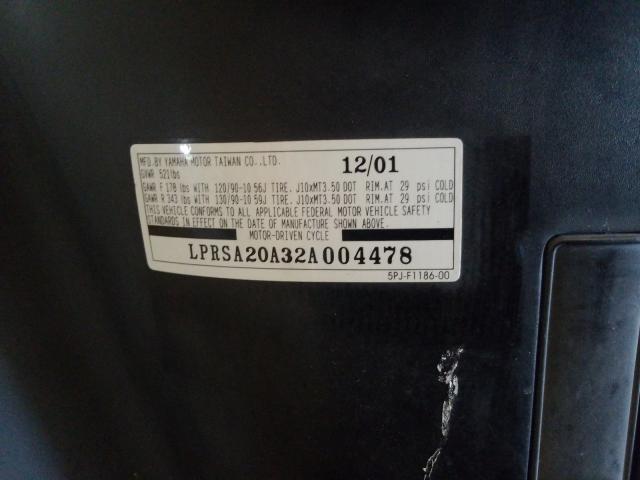 MFD.BY YAMAHA MOTOR TAIWAN CO.,LTD. 12/01
GVWR 521lbs
GAWR F 178 lbs WITH 120/90-10 56J TIRE. J10xMT3.50 DOT RIM.AT 29 psi COLD
GAWR R 343 lbs WITH 130/90-10 59J TIRE. J10xMT3.50 DOT RIM.AT 29 psi COLD
THIS VEHICLE CONFORMS TO ALL APPLICABLE FEDERAL MOTOR VEHICLE SAFETY
STANDARDS IN EFFECT ON THE DATE OF MANUFACTURE SHOWN ABOVE.
MOTOR-DRIVEN CYCLE
LPRSA20A32A004478
5PJ-F1186-00